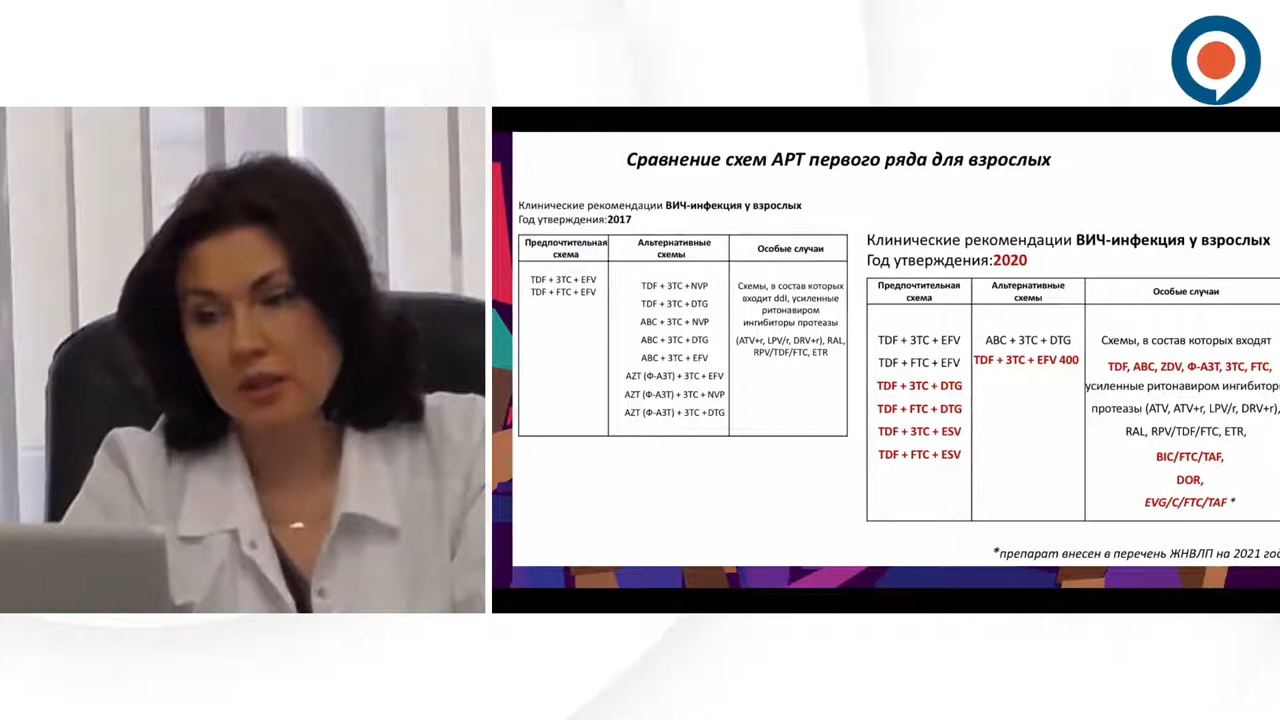 Сравнение схем АРТ первого ряда для взрослых
Клинические рекомендации ВИЧ-инфекция у взрослых
Год утверждения:2017
Предпочтительная схема
Альтернативные схемы
Особые случаи
TDF + 3TC + EFV
TDF + FTC + EFV
TDF + 3TC + NVP
TDF + 3TC + DTG
ABC + 3TC + NVP
ABC + 3TC + DTG
ABC + 3TC + EFV
AZT (Ф-АЗТ) + 3TC + EFV
AZT (Ф-АЗТ) + 3TC + NVP
AZT (Ф-АЗТ) + 3TC + DTG
Схемы, в состав которых
входит ddI, усиленные
ритонавиром
ингибиторы протеазы
(ATV+r, LPV/r, DRV+r), RAL,
RPV/TDF/FTC, ETR
Клинические рекомендации ВИЧ-инфекция у взрослых
Год утверждения:2020
Предпочтительная
схема
Альтернативные
схемы
Особые случаи
TDF + 3TC + EFV
TDF + FTC + EFV
TDF + 3TC + DTG
TDF + FTC + DTG
TDF + 3TC + ESV
TDF + FTC + ESV
ABC + 3TC + DTG
TDF + 3TC + EFV 400
Схемы, в состав которых входят
TDF, ABC, ZDV, Ф-АЗТ, 3TC, FTC,
усиленные ритонавиром ингибитор
протеазы (ATV, ATV+r, LPV/r, DRV+r),
RAL, RPV/TDF/FTC, ETR,
BIC/FTC/TAF,
DOR,
EVG/C/FTC/TAF *
*препарат внесен в перечень ЖНВЛП на 2021 год